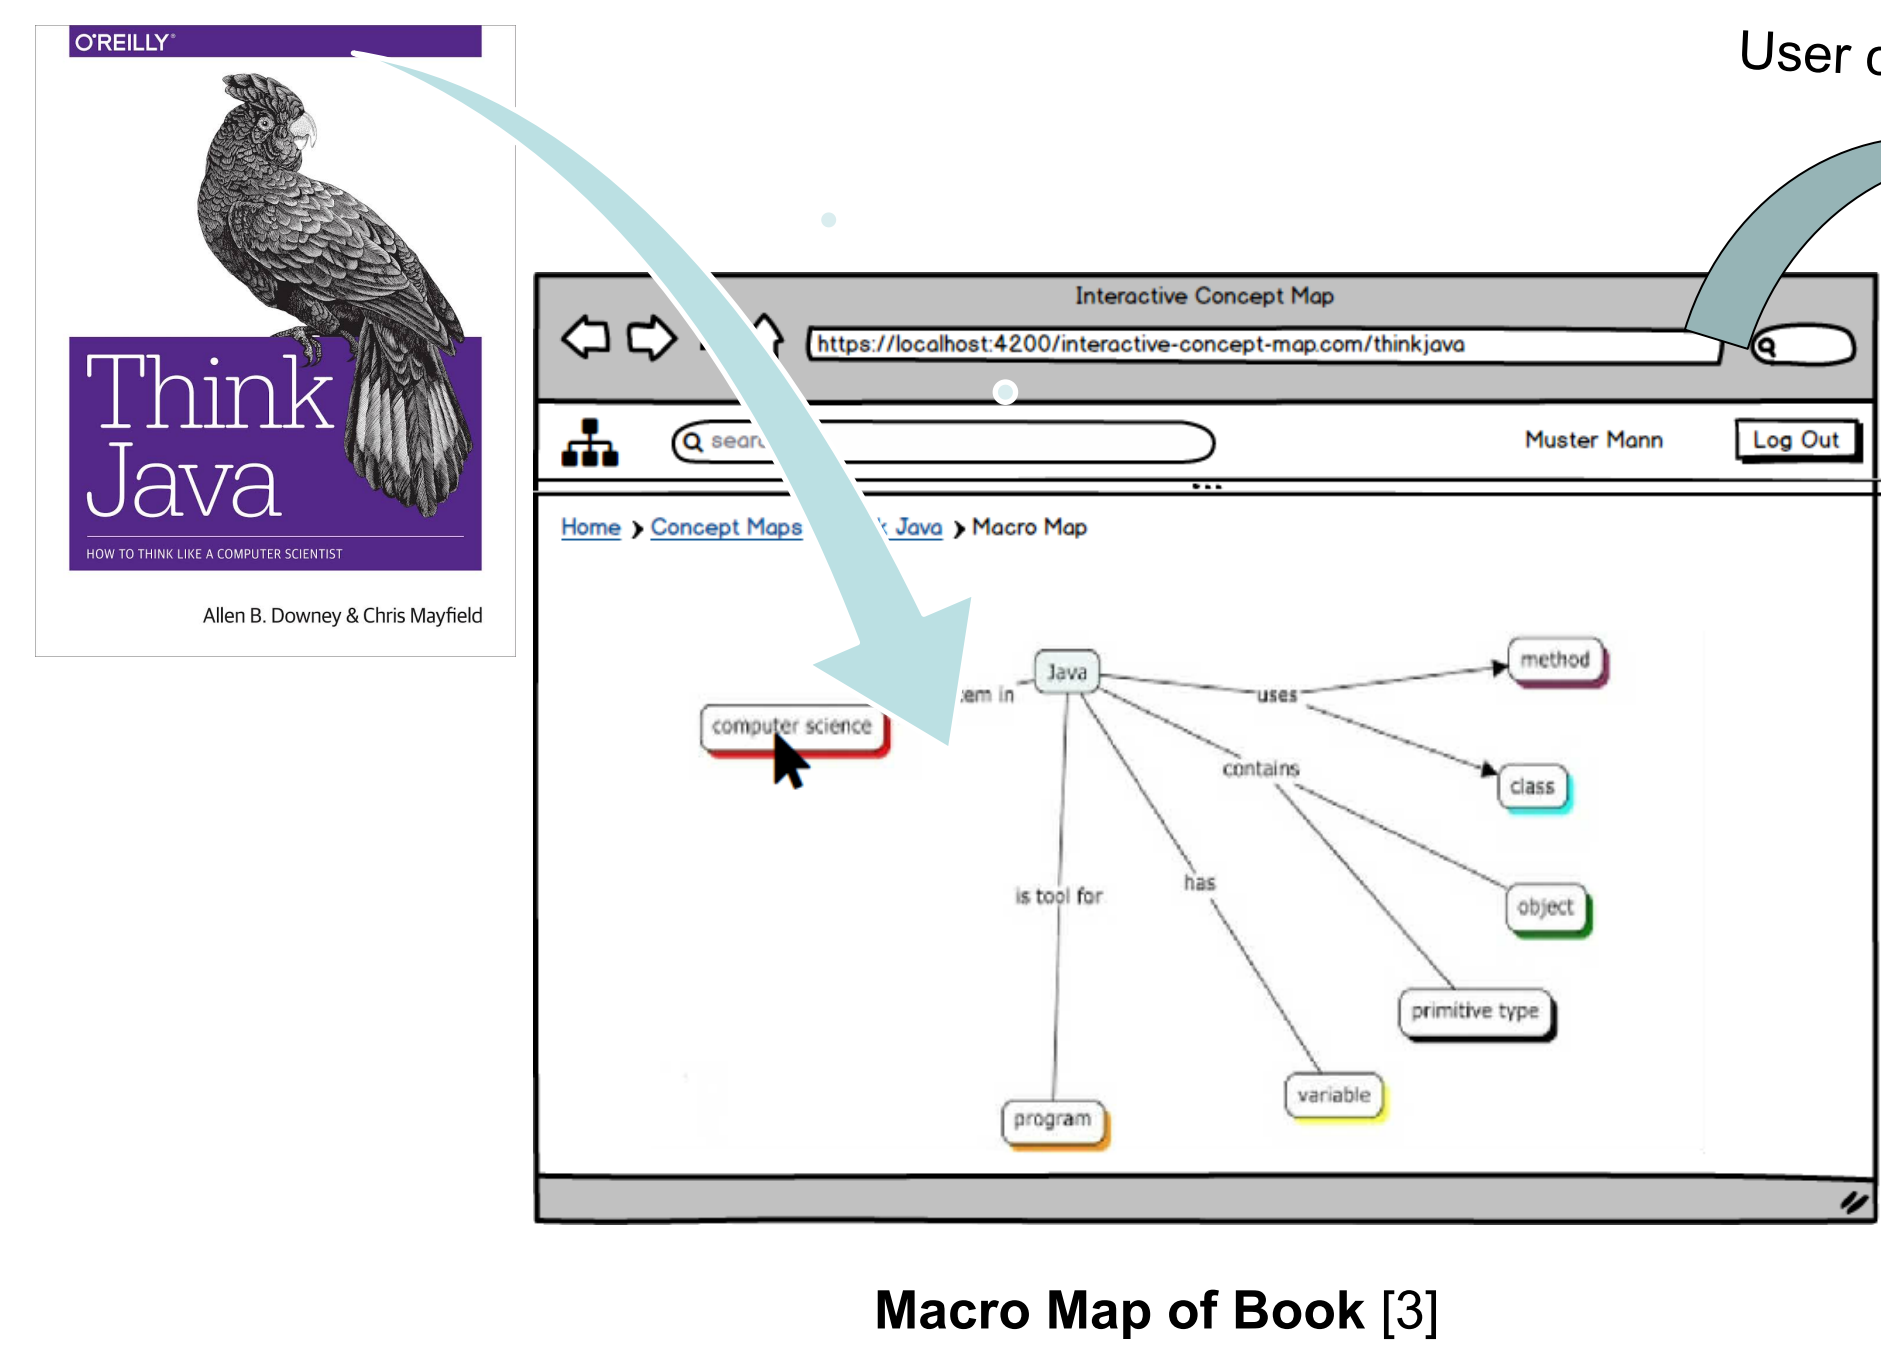 O'REILLY®
User
Think
Java
HOW TO THINK LIKE A COMPUTER SCIENTIST
Allen B. Downey & Chris Mayfield
Interactive Concept Map
https://localhost:4200/interactive-concept-map.com/thinkjava
Muster Mann
Log Out
Home > Concept Maps Java > Macro Map
Java
method
in
uses
computer science
contains
class
is tool for
has
object
primitive type
variable
program
Macro Map of Book [3]